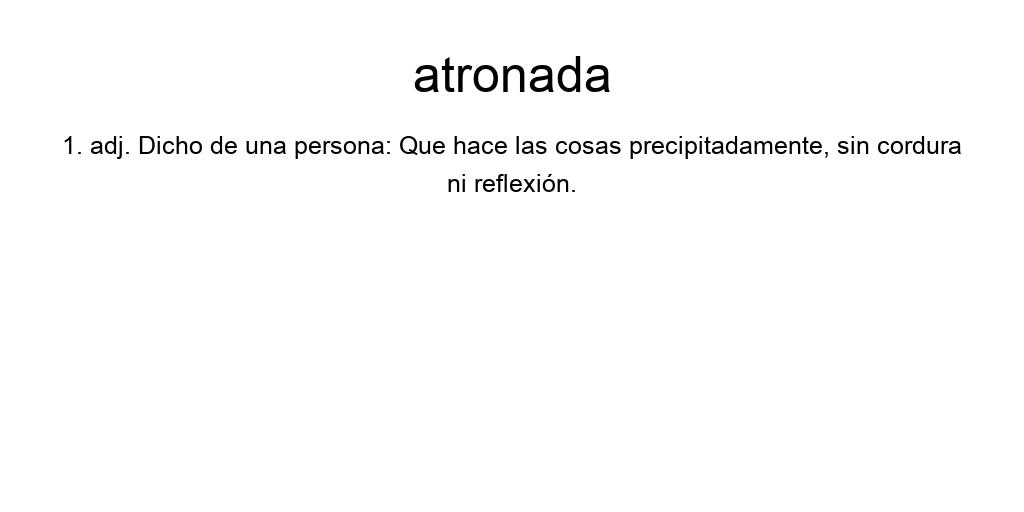 atronada
1. adj. Dicho de una persona: Que hace las cosas precipitadamente, sin cordura
ni reflexión.